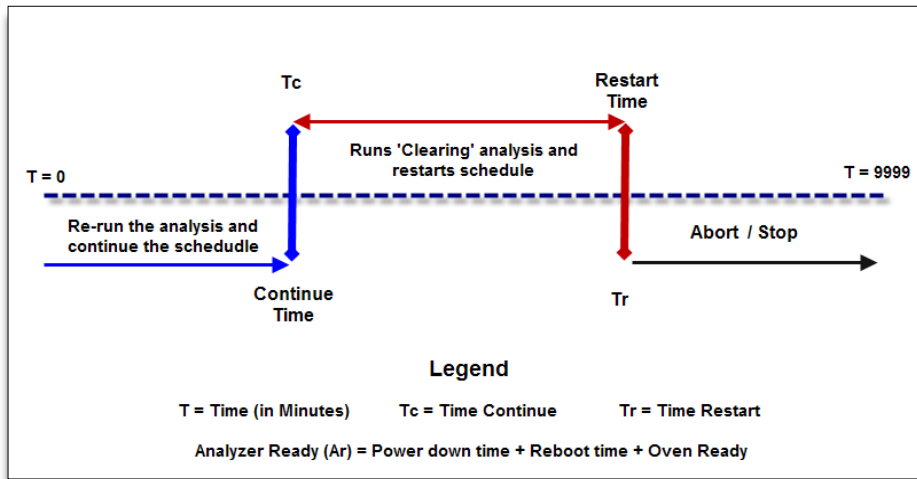 Tc
Restart
Time
Runs 'Clearing' analysis and
restarts schedule
T = 0
T = 9999
Re-run the analysis and
continue the schedudle
Abort / Stop
Continue
Time
Tr
Legend
T = Time (in Minutes)
Tc = Time Continue
Tr = Time Restart
Analyzer Ready (Ar) = Power down time + Reboot time + Oven Ready